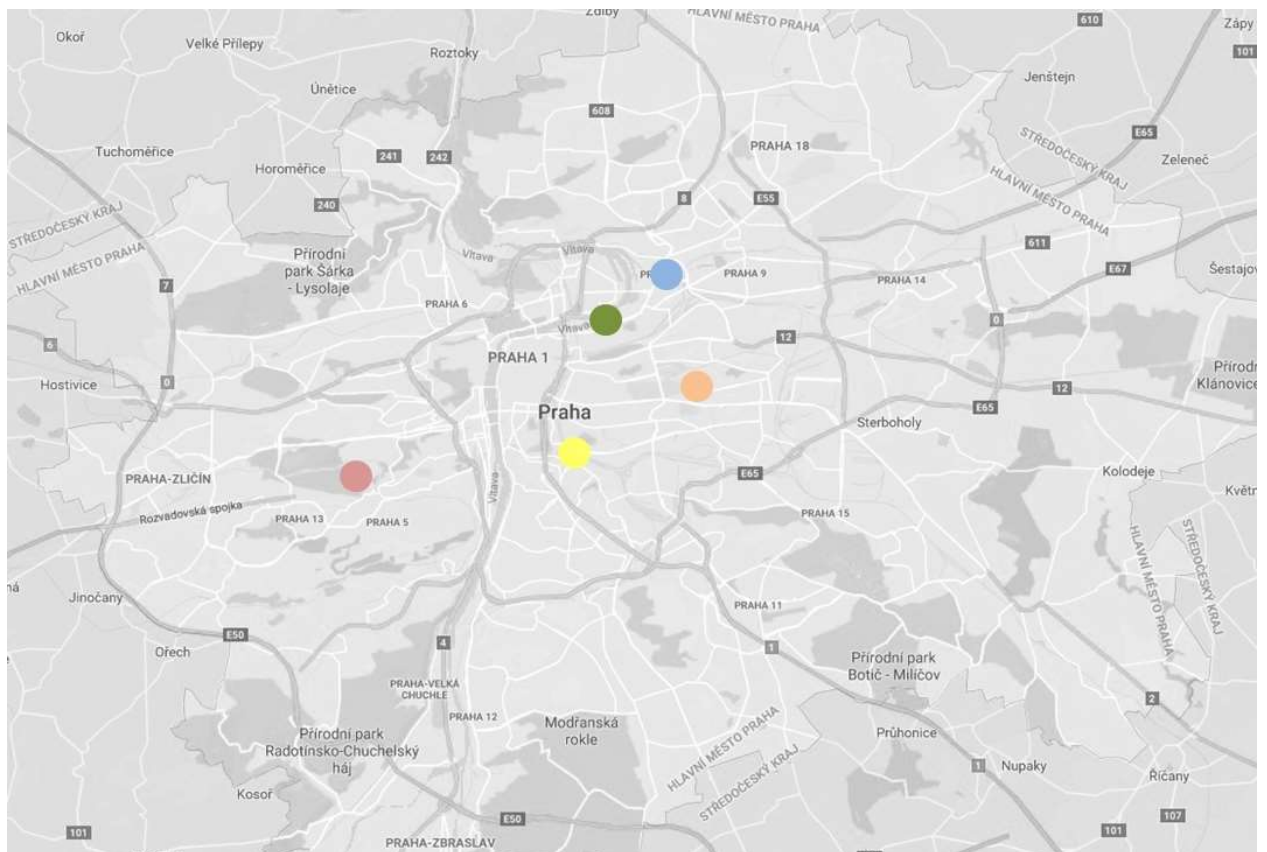 Zdiby
HLAVNÍ MĚSTO PRAHA
610
Zápy
101
Okoř
Velké Přílepy
Roztoky
Jenštejn
Únětice
608
E65
STŘEDOČESKÝ KRAJ
Tuchoměřice
241
242
PRAHA 18
Zeleneč
Horoměřice
HLAVNÍ MĚSTO PRAHA
240
8
E55
STŘEDOČESKÝ KRAJ
HLAVNÍ MĚSTO PRAHA
Přírodní
park Šárka
- Lysolaje
Vltava
Vltava
611
E67
Šestajov
7
PRAHA 9
PRAHA 14
PRAHA 6
Vltava
0
6
12
PRAHA 1
Hostivice
0
12
Přírodn
Klánovice
Praha
E65
Šterboholy
PRAHA-ZLIČÍN
Vltava
E65
Koloděje
Květn
Rozvadovská spojka
PRAHA 13
PRAHA 5
PRAHA 15
HLAVNÍ MĚSTO PRAHA
STŘEDOČESKÝ KRAJ
ná
Jinočany
PRAHA 11
E50
4
1
Ořech
Přírodní park
Botič - Milíčov
PRAHA-VELKÁ
CHUCHLE
2
PRAHA 12
Modřanská
rokle
HLAVNÍ MĚSTO PRAHA
STŘEDOČESKÝ KRAJ
Průhonice
Přírodní park
Radotínsko-Chuchelský
háj
1
Nupaky
Říčany
Kosoř
E50
107
101
101
PRAHA-ZBRASLAV